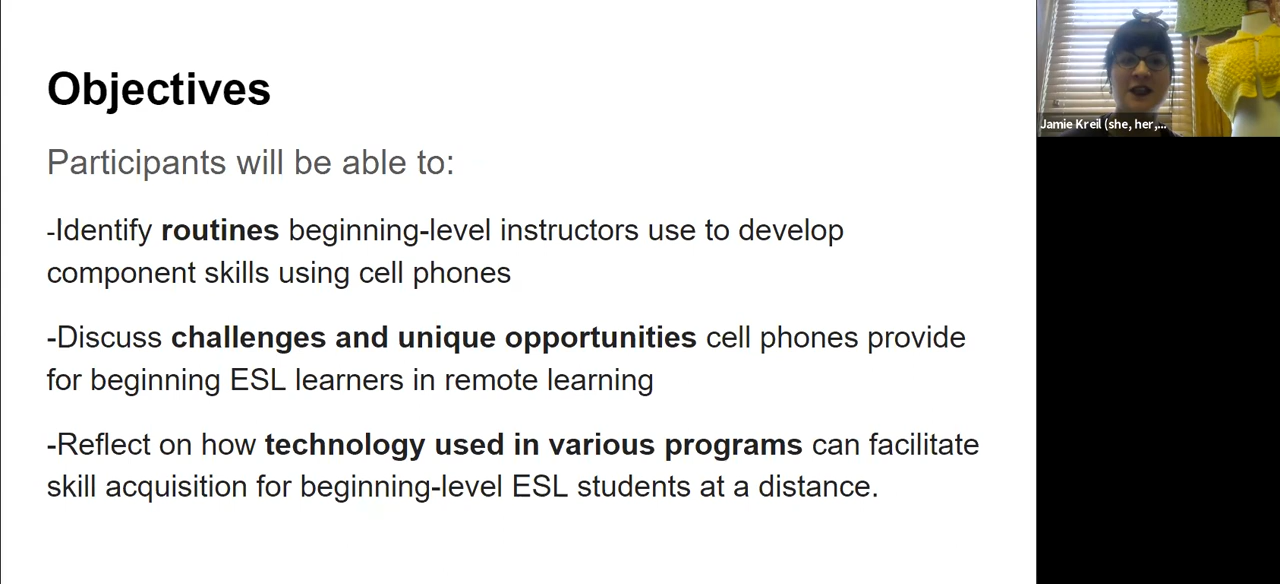 Objectives
Participants will be able to:
-Identify routines beginning-level instructors use to develop
component skills using cell phones
-Discuss challenges and unique opportunities cell phones provide
for beginning ESL learners in remote learning
-Reflect on how technology used in various programs can facilitate
skill acquisition for beginning-level ESL students at a distance.
Jamie Kreil (she, her,...